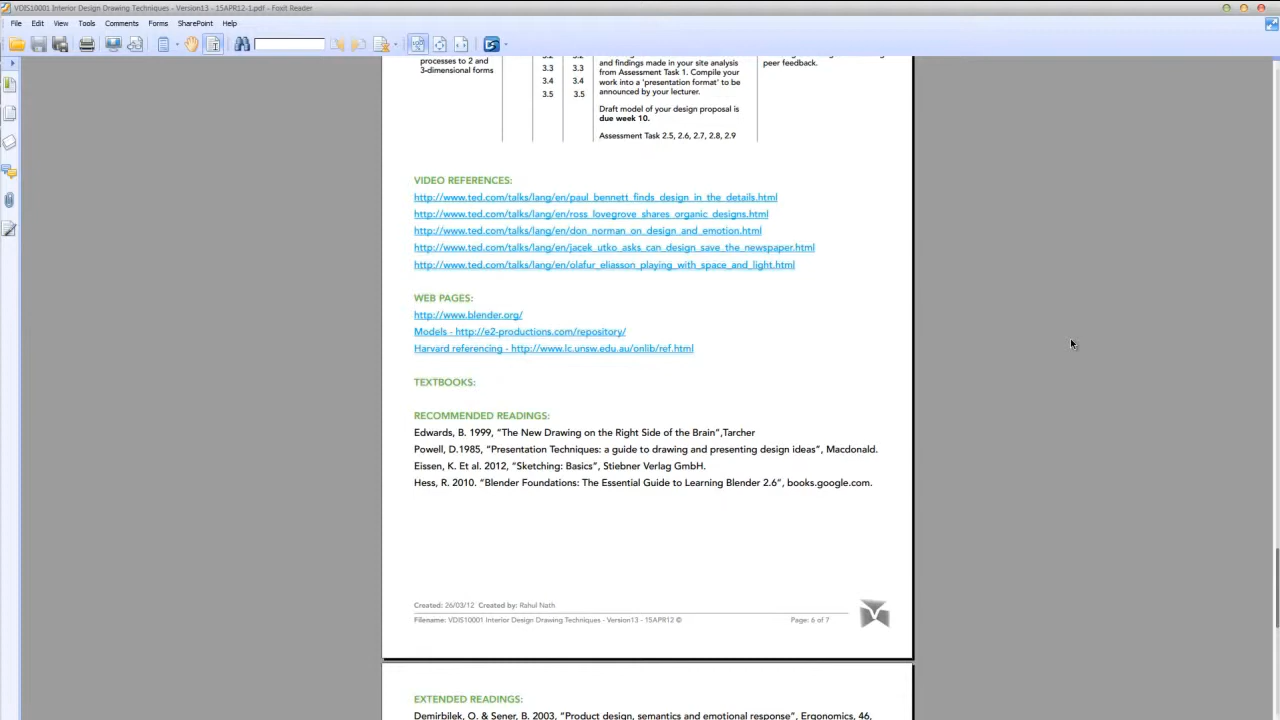 VDIS10001 Interior Design Drawing Techniques - Version13 - 15APR12-1.pdf - Foxit Reader
File Edit View Tools Comments Forms SharePoint Help
processes to 2 and
3-dimensional forms
3.2 3.2
3.3 3.3
3.4 3.4
3.5 3.5
and findings made in your site analysis
from Assessment Task 1. Compile your
work into a 'presentation format' to be
announced by your lecturer.
Draft model of your design proposal is
due week 10.
Assessment Task 2.5, 2.6, 2.7, 2.8, 2.9
peer feedback.
VIDEO REFERENCES:
http://www.ted.com/talks/lang/en/paul_bennett_finds_design_in_the_details.html
http://www.ted.com/talks/lang/en/ross_lovegrove_shares_organic_designs.html
http://www.ted.com/talks/lang/en/don_norman_on_design_and_emotion.html
http://www.ted.com/talks/lang/en/jacek_utko_asks_can_design_save_the_newspaper.html
http://www.ted.com/talks/lang/en/olafur_eliasson_playing_with_space_and_light.html
WEB PAGES:
http://www.blender.org/
Models - http://e2-productions.com/repository/
Harvard referencing - http://www.lc.unsw.edu.au/onlib/ref.html
TEXTBOOKS:
RECOMMENDED READINGS:
Edwards, B. 1999, “The New Drawing on the Right Side of the Brain”,Tarcher
Powell, D.1985, “Presentation Techniques: a guide to drawing and presenting design ideas”, Macdonald.
Eissen, K. Et al. 2012, “Sketching: Basics”, Stiebner Verlag GmbH.
Hess, R. 2010. “Blender Foundations: The Essential Guide to Learning Blender 2.6”, books.google.com.
Created: 26/03/12 Created by: Rahul Nath
Filename: VDIS10001 Interior Design Drawing Techniques - Version13 - 15APR12 © Page: 6 of 7
EXTENDED READINGS:
Demirbilek, O. & Sener, B. 2003, “Product design, semantics and emotional response”, Ergonomics, 46,